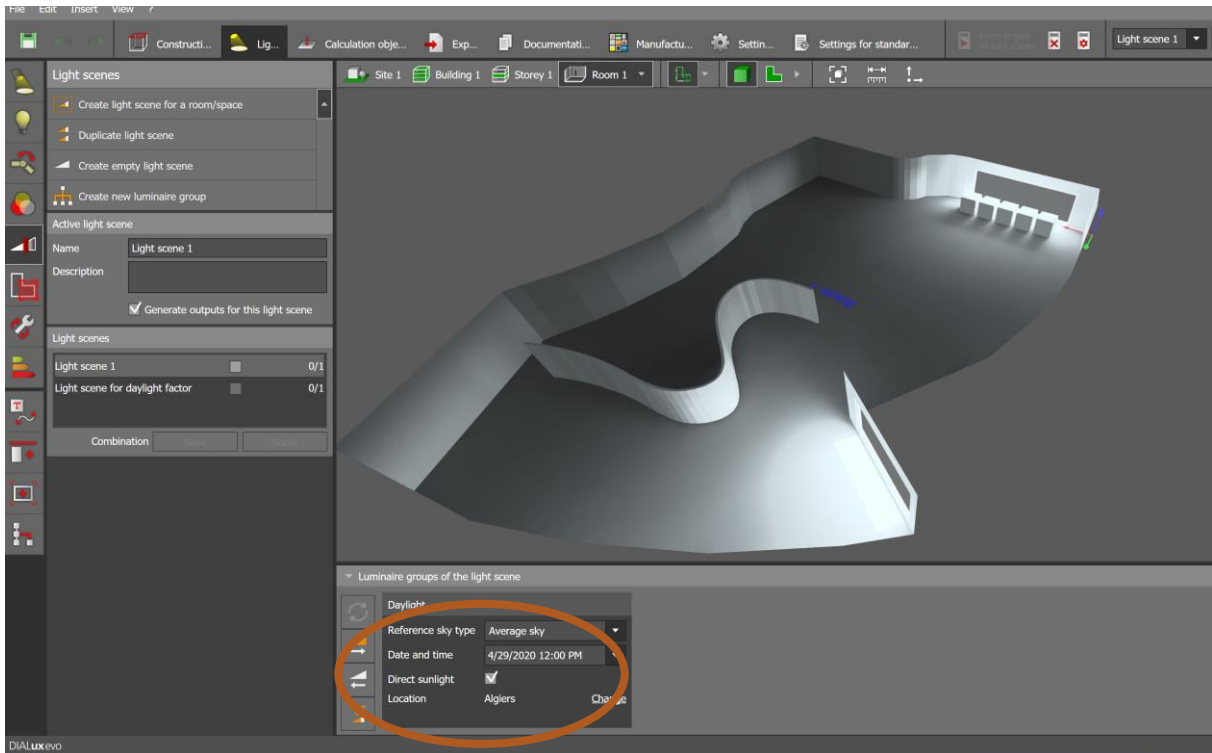 File Edit Insert View ?
Constructi... Lig... Calculation obje... Exp... Documentati... Manufactu... Settin... Settings for standar... Light scene 1
Light scenes
Site 1 Building 1 Storey 1 Room 1
Create light scene for a room/space
Duplicate light scene
Create empty light scene
Create new luminaire group
Active light scene
Name Light scene 1
Description
Generate outputs for this light scene
Light scenes
Light scene 1 0/1
Light scene for daylight factor 0/1
Combination Save... Show
Luminaire groups of the light scene
Daylight
Reference sky type Average sky
Date and time 4/29/2020 12:00 PM
Direct sunlight
Location Algiers Change
DIALux evo